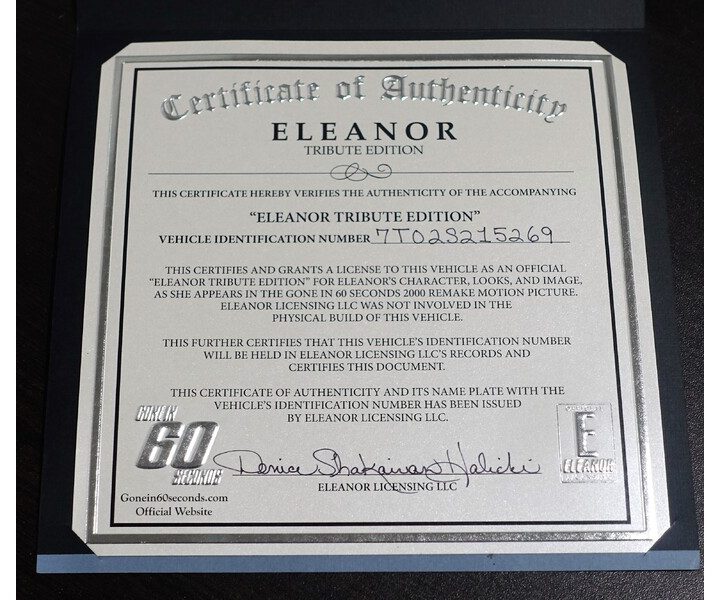 Certificate of Authenticity
ELEANOR
TRIBUTE EDITION
THIS CERTIFICATE HEREBY VERIFIES THE AUTHENTICITY OF THE ACCOMPANYING
"ELEANOR TRIBUTE EDITION"
VEHICLE IDENTIFICATION NUMBER 7T02S215269
THIS CERTIFIES AND GRANTS A LICENSE TO THIS VEHICLE AS AN OFFICIAL
"ELEANOR TRIBUTE EDITION" FOR ELEANOR'S CHARACTER, LOOKS, AND IMAGE,
AS SHE APPEARS IN THE GONE IN 60 SECONDS 2000 REMAKE MOTION PICTURE.
ELEANOR LICENSING LLC WAS NOT INVOLVED IN THE
PHYSICAL BUILD OF THIS VEHICLE.
THIS FURTHER CERTIFIES THAT THIS VEHICLE'S IDENTIFICATION NUMBER
WILL BE HELD IN ELEANOR LICENSING LLC'S RECORDS AND
CERTIFIES THIS DOCUMENT.
THIS CERTIFICATE OF AUTHENTICITY AND ITS NAME PLATE WITH THE
VEHICLE'S IDENTIFICATION NUMBER HAS BEEN ISSUED
BY ELEANOR LICENSING LLC.
GONE IN
60
SECONDS
Denice Shakarian Halicki
ELEANOR LICENSING LLC
E
ELEANOR
Gonein60seconds.com
Official Website